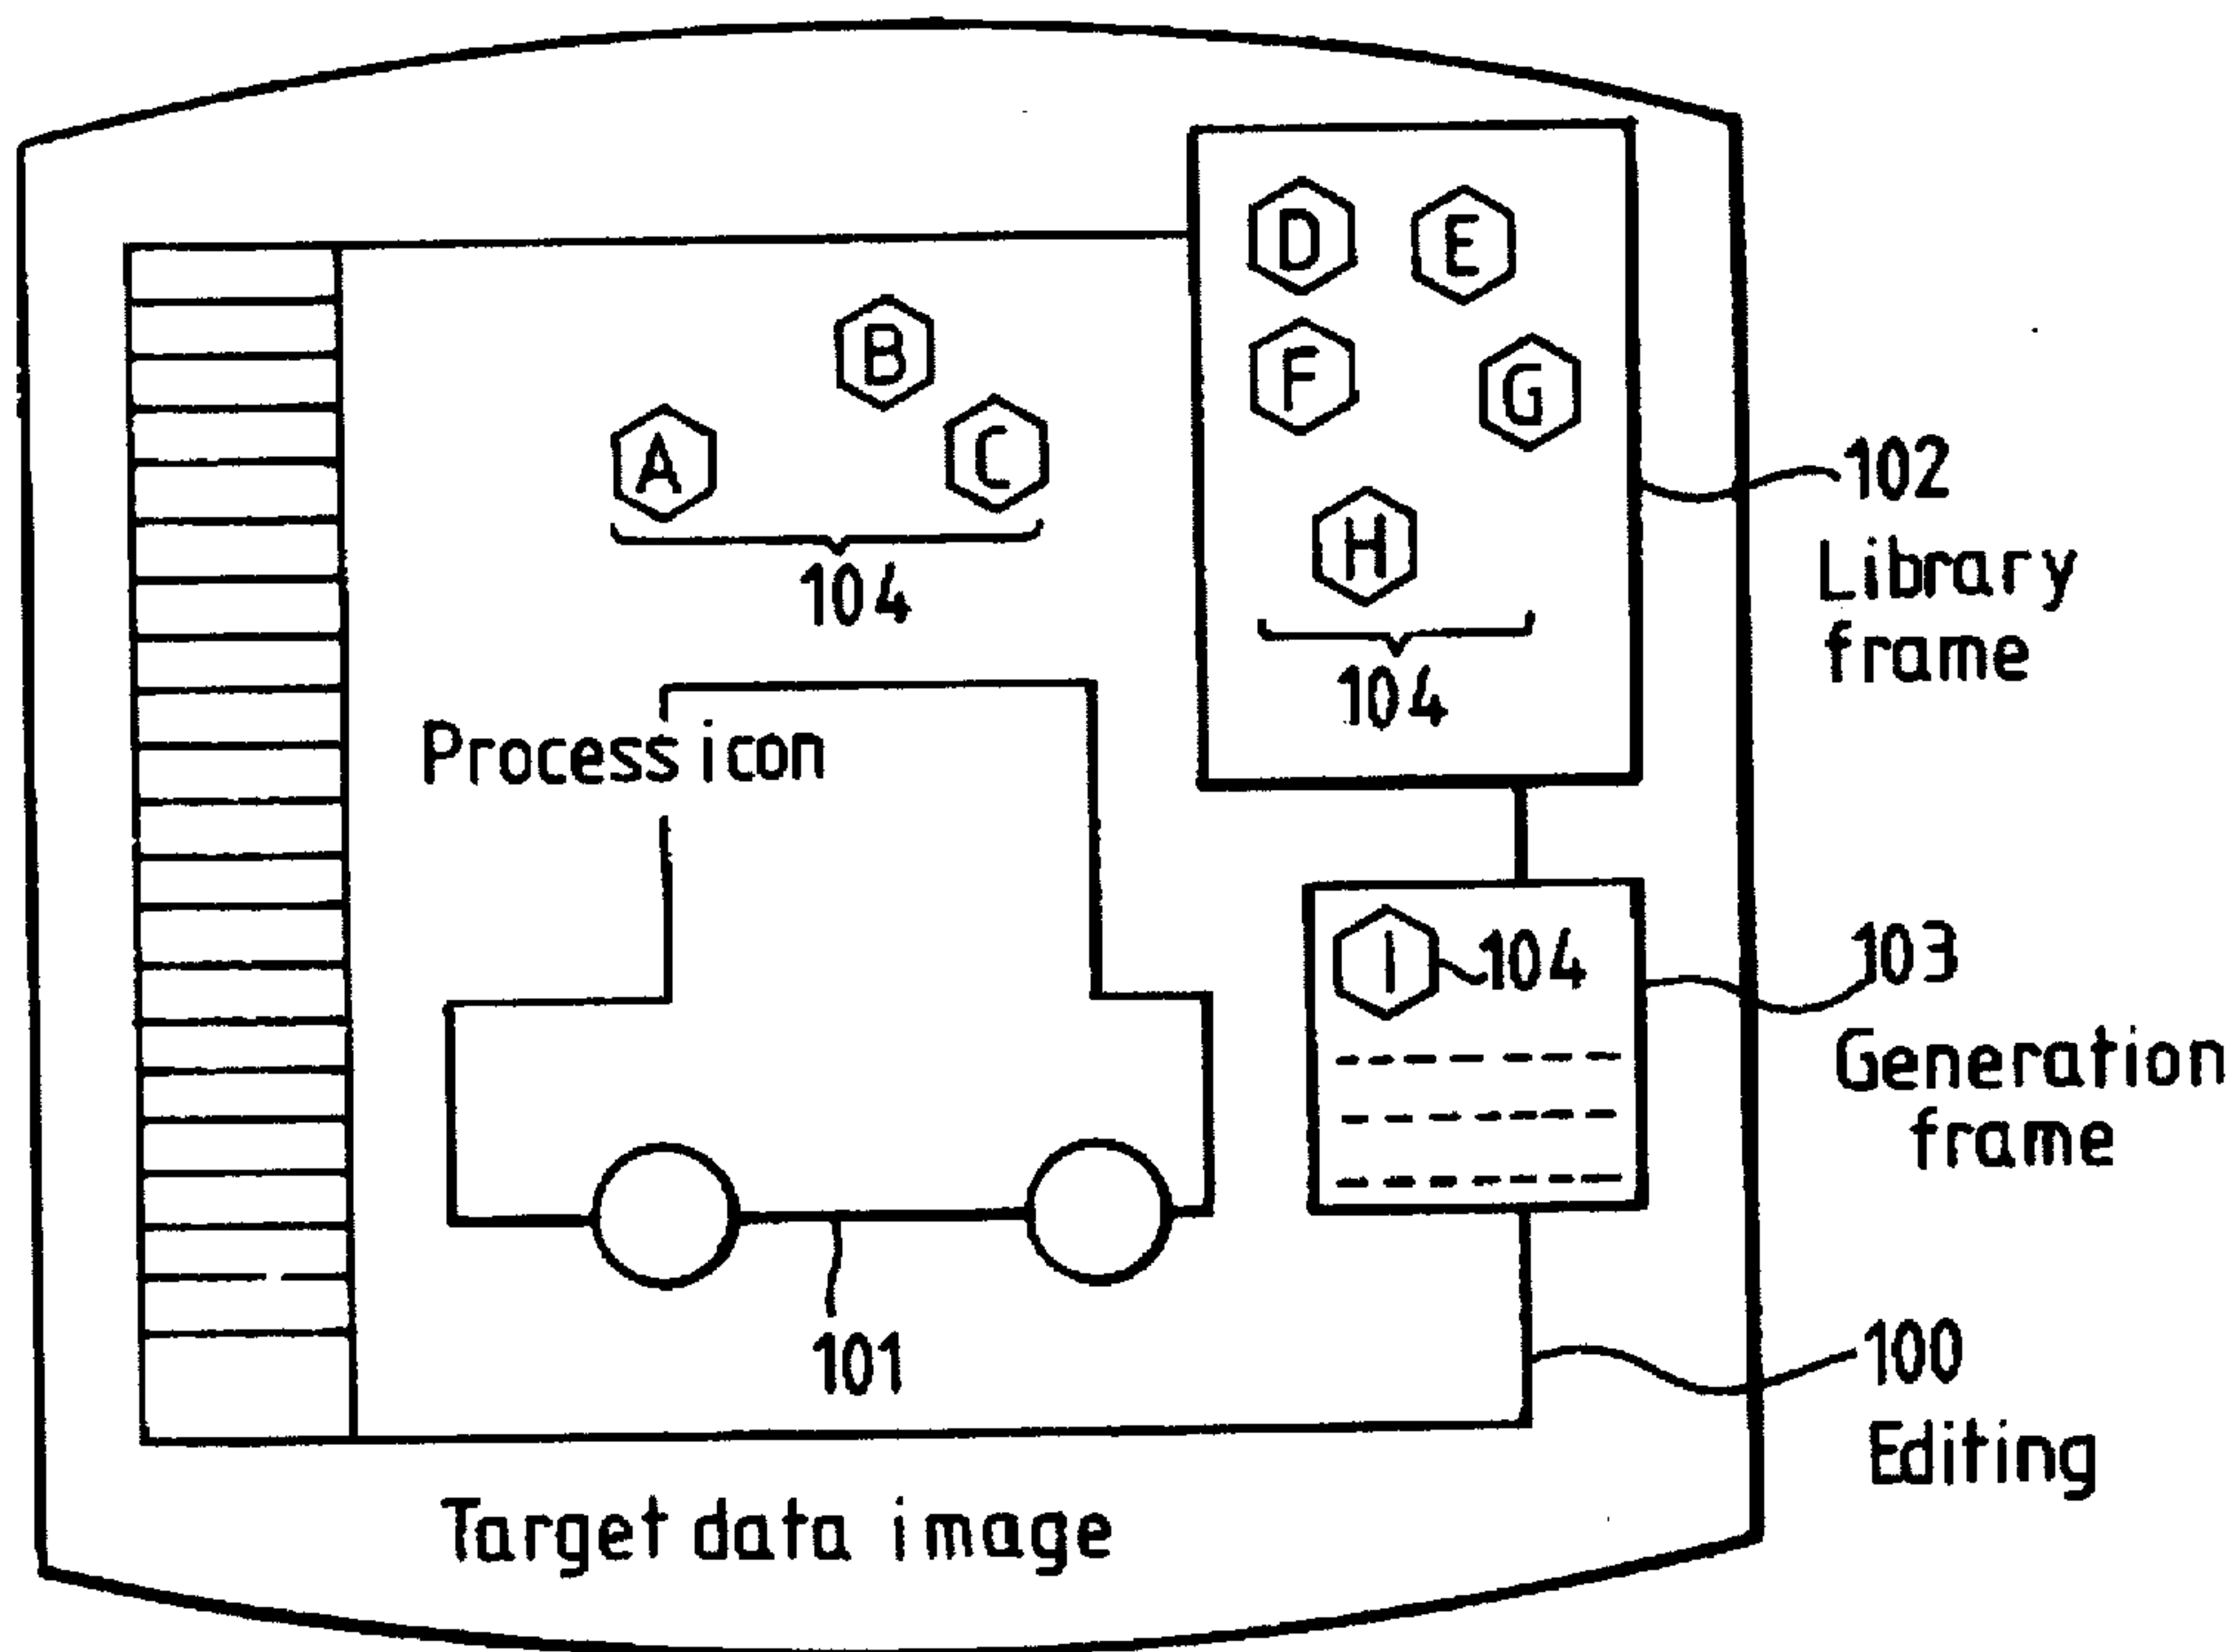 D
E
B
F
G
A
C
102
Library
frame
H
104
104
Process icon
I
104
103
Generation
frame
101
100
Editing
Target data image